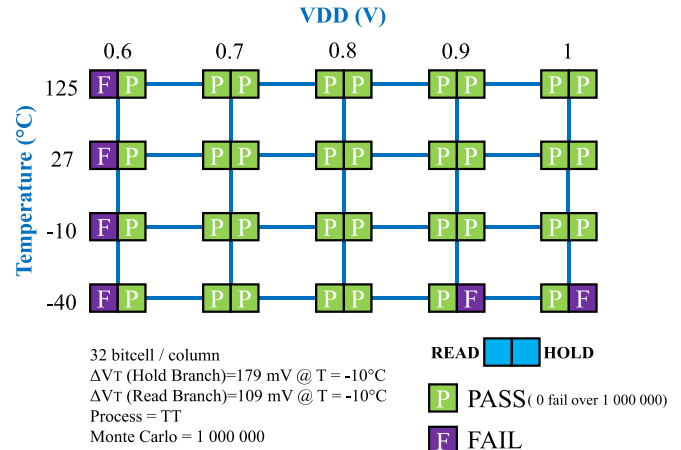 VDD (V)
0.6 0.7 0.8 0.9 1
Temperature (°C)
125 F P P P P P P P P P
27 F P P P P P P P P P
-10 F P P P P P P P P P
-40 F P P P P P P F P F
32 bitcell / column
ΔVT (Hold Branch)=179 mV @ T = -10°C
ΔVT (Read Branch)=109 mV @ T = -10°C
Process = TT
Monte Carlo = 1 000 000
READ HOLD
P PASS( 0 fail over 1 000 000)
F FAIL